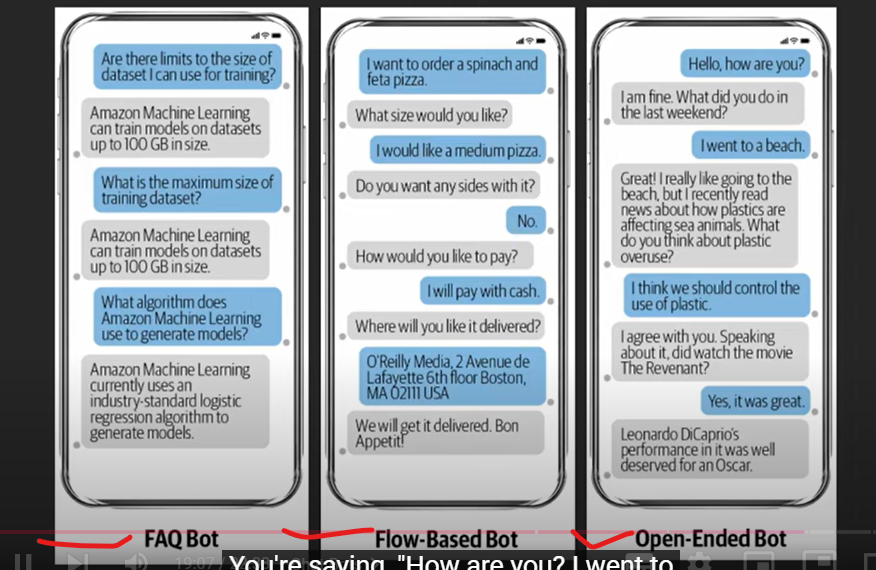 Are there limits to the size of
dataset I can use for training?
Amazon Machine Learning
can train models on datasets
up to 100 GB in size.
What is the maximum size of
training dataset?
Amazon Machine Learning
can train models on datasets
up to 100 GB in size.
What algorithm does
Amazon Machine Learning
use to generate models?
Amazon Machine Learning
currently uses an
industry-standard logistic
regression algorithm to
generate models.
FAQ Bot
I want to order a spinach and
feta pizza.
What size would you like?
I would like a medium pizza.
Do you want any sides with it?
No.
How would you like to pay?
I will pay with cash.
Where will you like it delivered?
O'Reilly Media, 2 Avenue de
Lafayette 6th floor Boston,
MA 02111 USA
We will get it delivered. Bon
Appetit!
Flow-Based Bot
Hello, how are you?
I am fine. What did you do in
the last weekend?
I went to a beach.
Great! I really like going to the
beach, but I recently read
news about how plastics are
affecting sea animals. What
do you think about plastic
overuse?
I think we should control the
use of plastic.
I agree with you. Speaking
about it, did watch the movie
The Revenant?
Yes, it was great.
Leonardo DiCaprio's
performance in it was well
deserved for an Oscar.
Open-Ended Bot
19:07 /
You're saying, "How are you? I went to